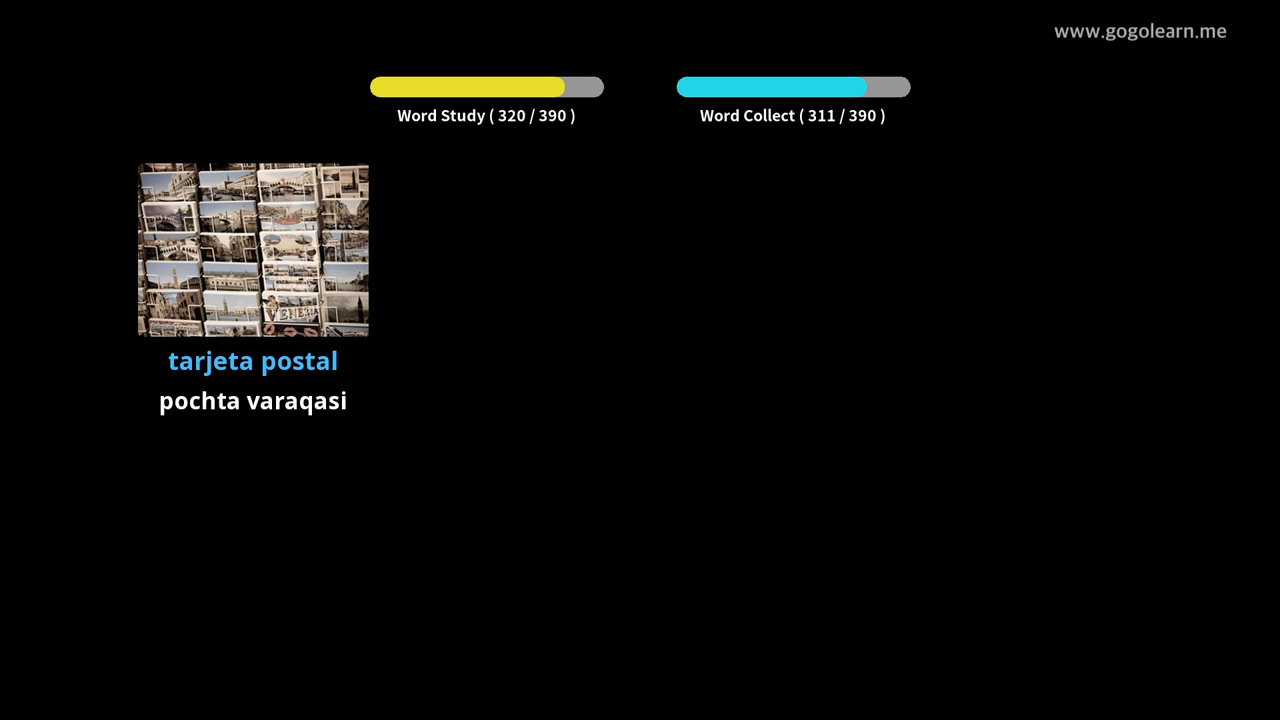 www.gogolearn.me
Word Study ( 320 / 390 )
Word Collect ( 311 / 390 )
tarjeta postal
pochta varaqasi